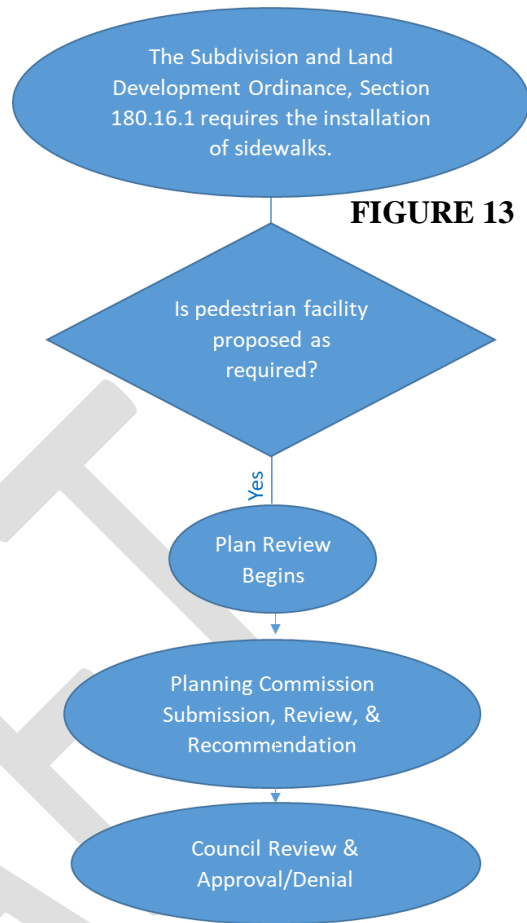 The Subdivision and Land
Development Ordinance, Section
180.16.1 requires the installation
of sidewalks.
FIGURE 13
Is pedestrian facility
proposed as
required?
Yes
Plan Review
Begins
Planning Commission
Submission, Review, &
Recommendation
Council Review &
Approval/Denial